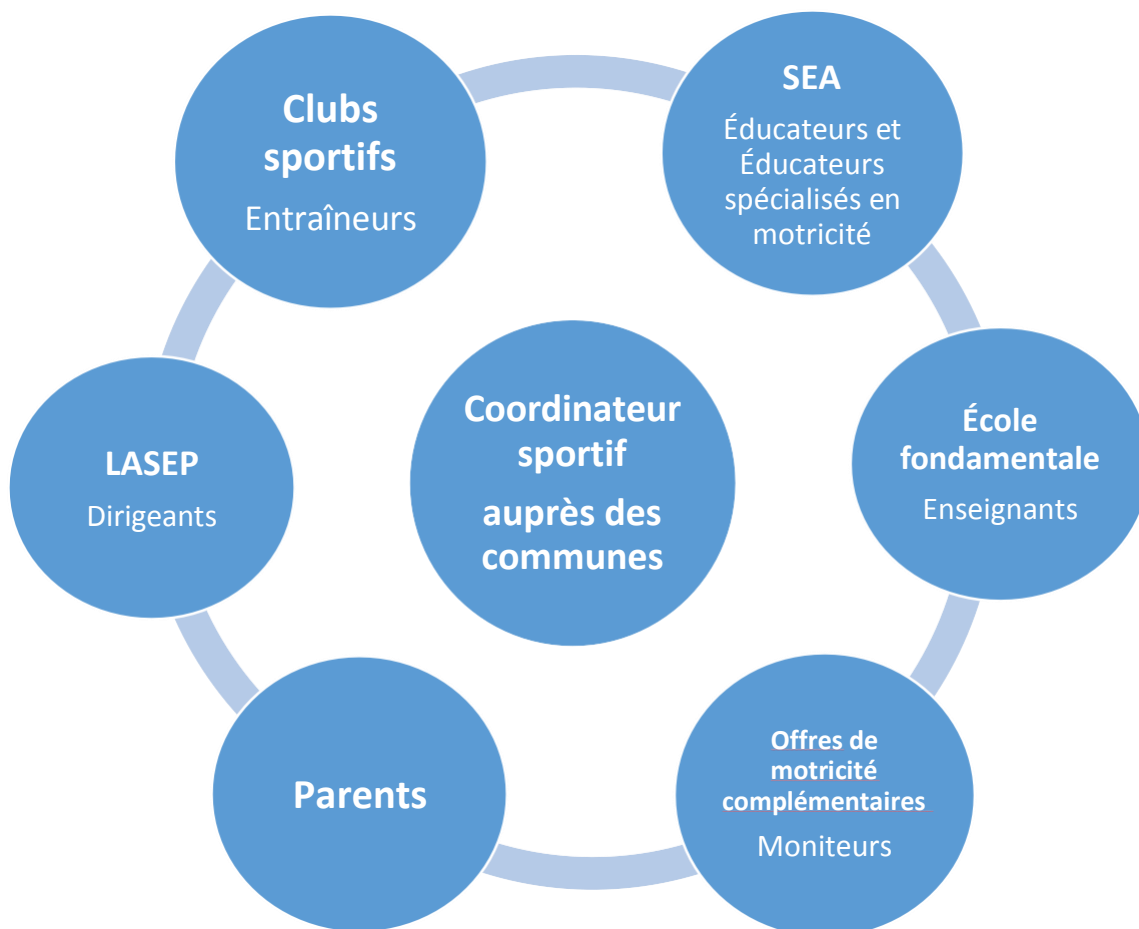 Clubs
sportifs
Entraîneurs
SEA
Éducateurs et
Éducateurs
spécialisés en
motricité
École
fondamentale
Enseignants
Offres de
motricité
complémentaires
Moniteurs
Parents
LASEP
Dirigeants
Coordinateur
sportif
auprès des
communes